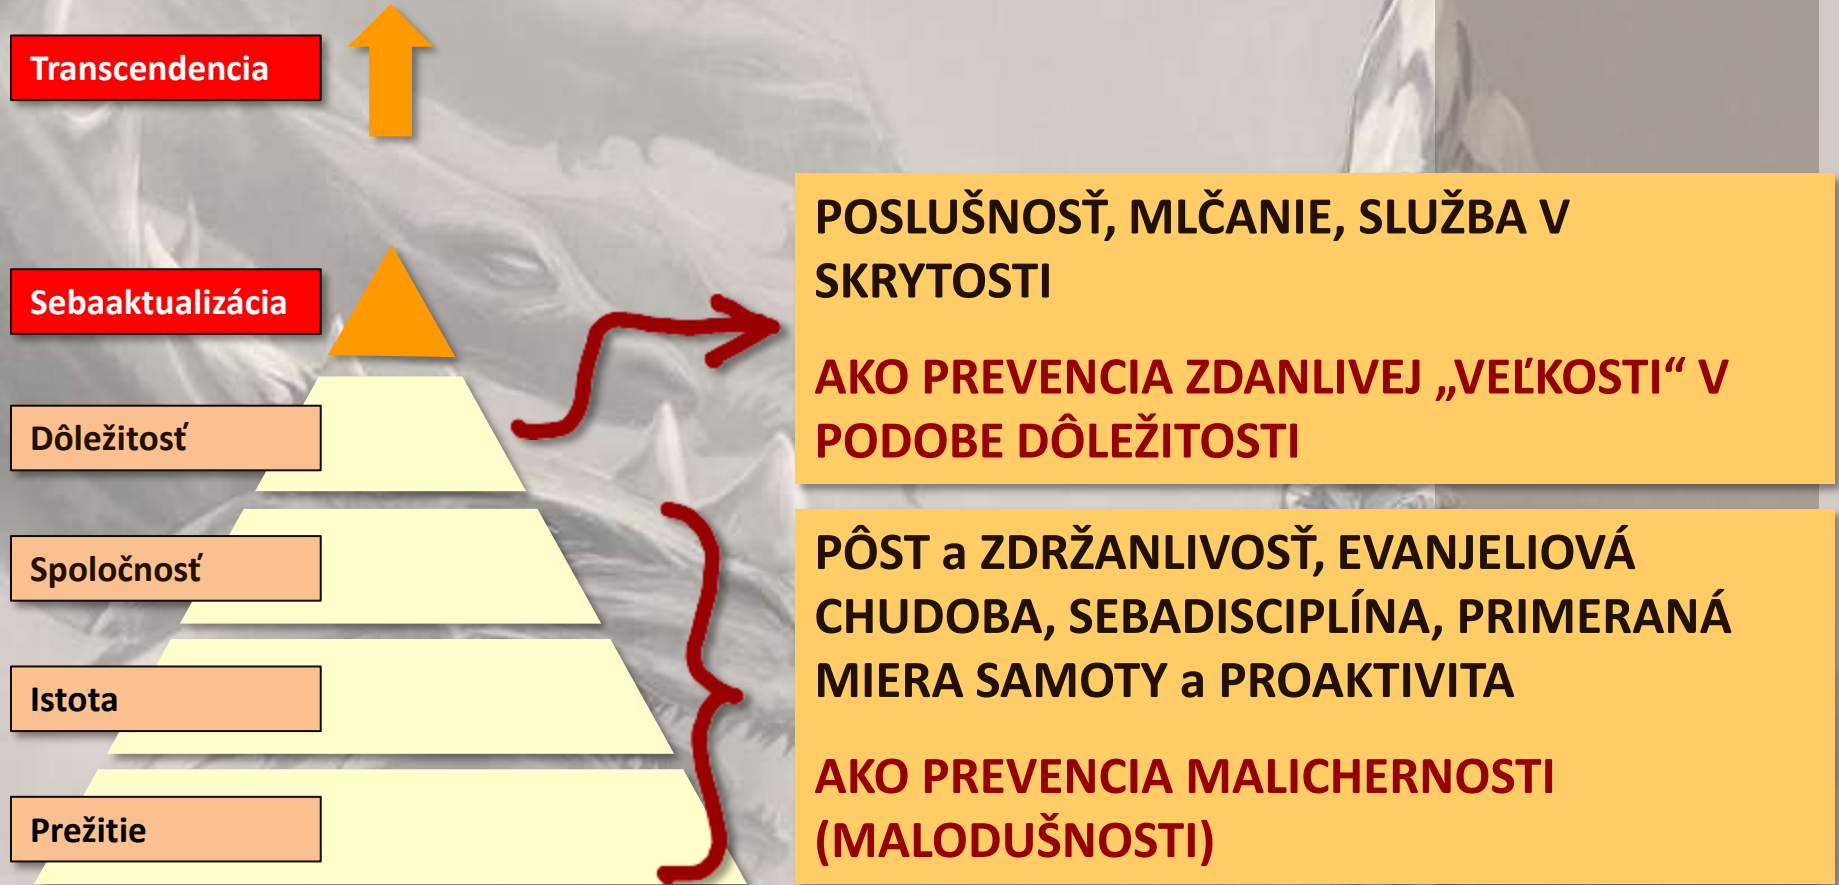 Transcendencia
Sebaaktualizácia
Dôležitosť
Spoločnosť
Istota
Prežitie
POSLUŠNOSŤ, MLČANIE, SLUŽBA V
SKRYTOSTI
AKO PREVENCIA ZDANLIVEJ „VEĽKOSTI“ V
PODOBE DÔLEŽITOSTI
PÔST a ZDRŽANLIVOSŤ, EVANJELIOVÁ
CHUDOBA, SEBADISCIPLÍNA, PRIMERANÁ
MIERA SAMOTY a PROAKTIVITA
AKO PREVENCIA MALICHERNOSTI
(MALODUŠNOSTI)